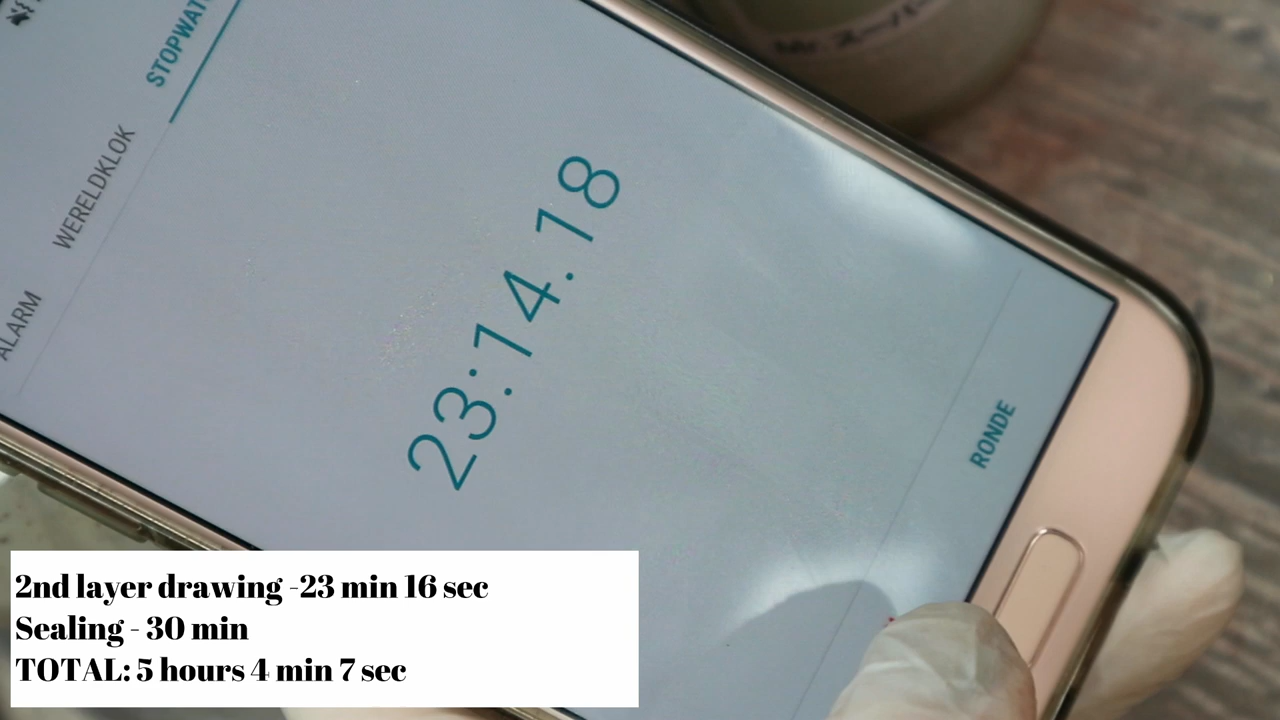 STOPWAT
WERELDKLOK
ALARM
23:14.18
RONDE
2nd layer drawing -23 min 16 sec
Sealing - 30 min
TOTAL: 5 hours 4 min 7 sec